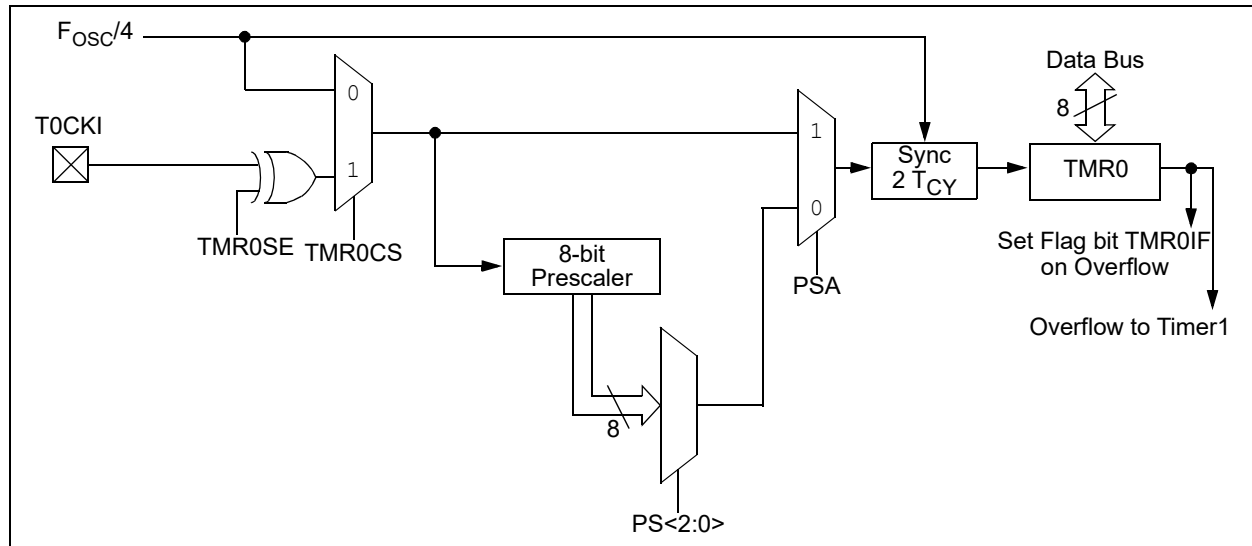 FOSC/4
Data Bus
8
T0CKI
0
1
1
0
Sync
2 TCY
TMR0
TMR0SE
TMR0CS
8-bit
Prescaler
PSA
Set Flag bit TMR0IF
on Overflow
Overflow to Timer1
8
PS<2:0>